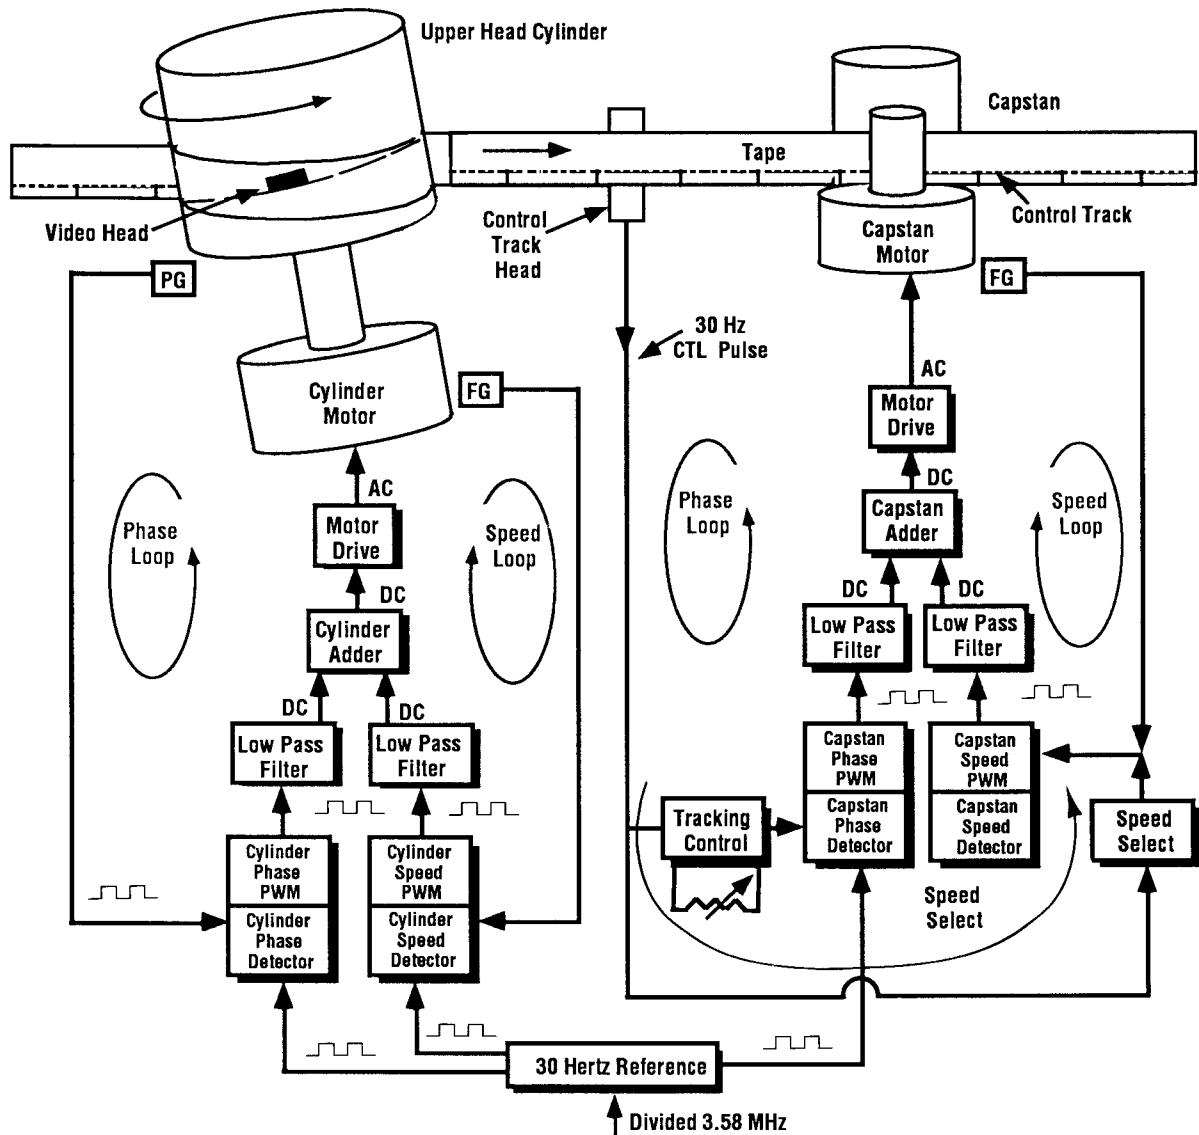 Upper Head Cylinder
Capstan
Tape
Video Head
Control
Track
Head
Capstan
Motor
Control Track
PG
FG
30 Hz
CTL Pulse
Cylinder
Motor
FG
AC
Motor
Drive
AC
Motor
Drive
DC
Phase
Loop
Speed
Loop
Phase
Loop
Capstan
Adder
Speed
Loop
DC
Cylinder
Adder
DC
DC
Low Pass
Filter
Low Pass
Filter
DC
DC
Low Pass
Filter
Low Pass
Filter
Capstan
Phase
PWM
Capstan
Speed
PWM
Tracking
Control
Capstan
Phase
Detector
Capstan
Speed
Detector
Speed
Select
Cylinder
Phase
PWM
Cylinder
Speed
PWM
Speed
Select
Cylinder
Phase
Detector
Cylinder
Speed
Detector
30 Hertz Reference
Divided 3.58 MHz